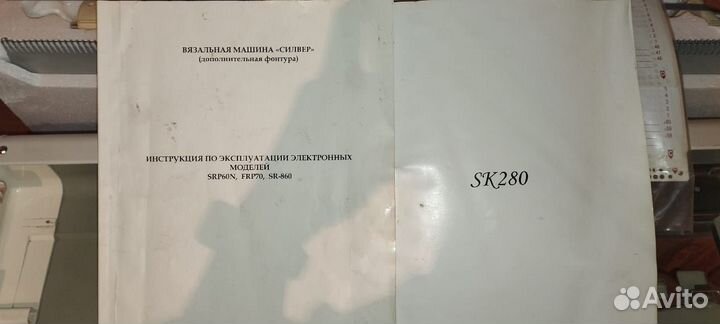 ВЯЗАЛЬНАЯ МАШИНА «СИЛВЕР»
(дополнительная фонтура)
ИНСТРУКЦИЯ ПО ЭКСПЛУАТАЦИИ ЭЛЕКТРОННЫХ
МОДЕЛЕЙ
SRP60N, FRP70, SR-860
SK280
Avito